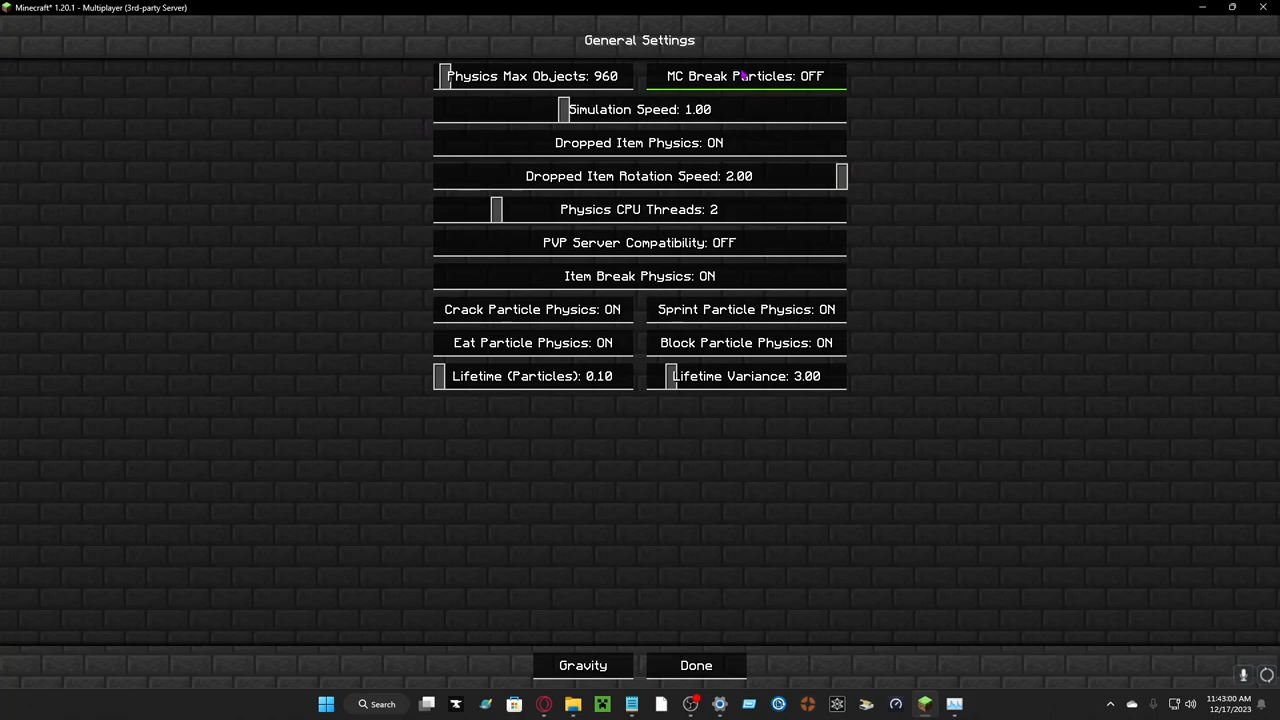 Minecraft* 1.20.1 - Multiplayer (3rd-party Server)
General Settings
Physics Max Objects: 960
MC Break Particles: OFF
Simulation Speed: 1.00
Dropped Item Physics: ON
Dropped Item Rotation Speed: 2.00
Physics CPU Threads: 2
PVP Server Compatibility: OFF
Item Break Physics: ON
Crack Particle Physics: ON
Sprint Particle Physics: ON
Eat Particle Physics: ON
Block Particle Physics: ON
Lifetime (Particles): 0.10
Lifetime Variance: 3.00
Gravity
Done
Search
11:43:00 AM
12/17/2023